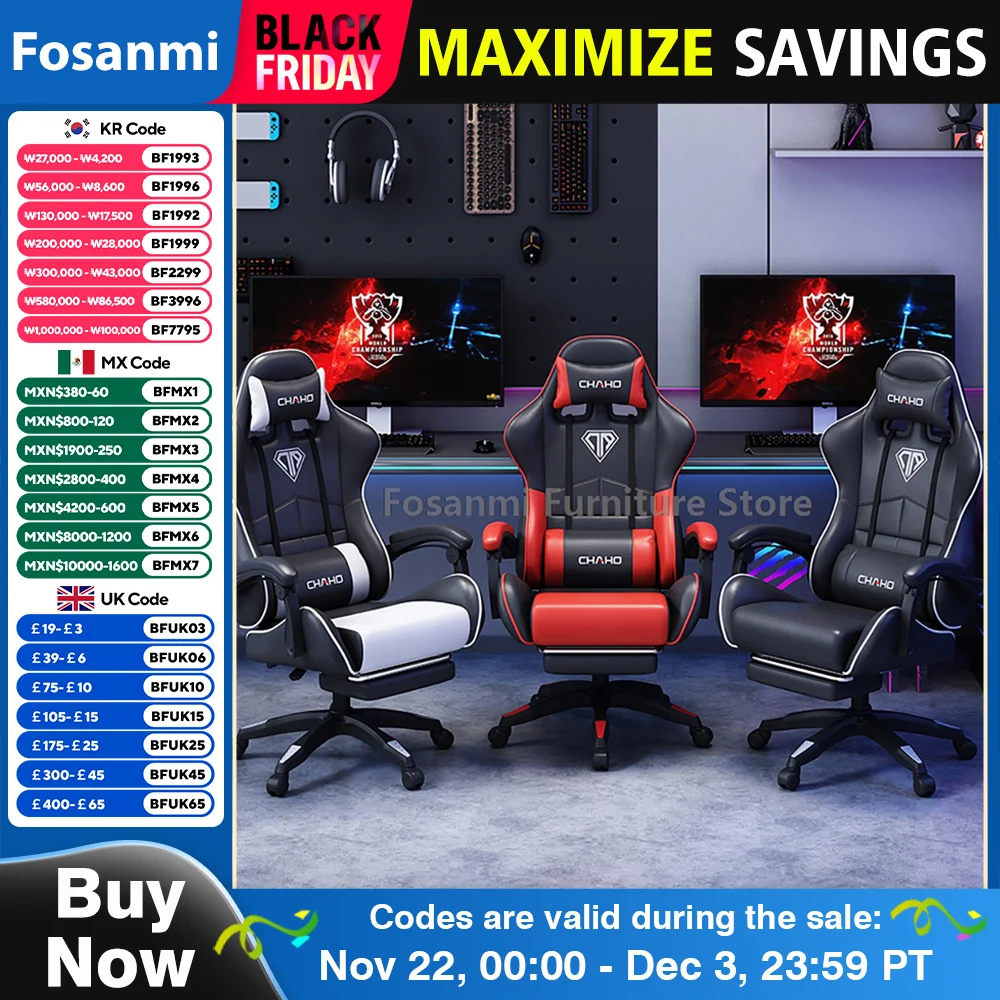 Fosanmi
BLACK
FRIDAY
MAXIMIZE SAVINGS
KR Code
₩27,000 - ₩4,200 BF1993
₩56,000 - ₩8,600 BF1996
₩130,000 - ₩17,500 BF1992
₩200,000 - ₩28,000 BF1999
₩300,000 - ₩43,000 BF2299
₩580,000 - ₩86,500 BF3996
₩1,000,000 - ₩100,000 BF7795
MX Code
MXN$380-60 BFMX1
MXN$800-120 BFMX2
MXN$1900-250 BFMX3
MXN$2800-400 BFMX4
MXN$4200-600 BFMX5
MXN$8000-1200 BFMX6
MXN$10000-1600 BFMX7
UK Code
£19-£3 BFUK03
£39-£6 BFUK06
£75-£10 BFUK10
£105-£15 BFUK15
£175-£25 BFUK25
£300-£45 BFUK45
£400-£65 BFUK65
WORLD
CHAMPIONSHIP
WORLD
CHAMPIONSHIP
CHAHO
CHAHO
CHAHO
Fosanmi Furniture Store
CHAHO
CHAHO
CHAHO
Buy
Now
Codes are valid during the sale:
Nov 22, 00:00 - Dec 3, 23:59 PT